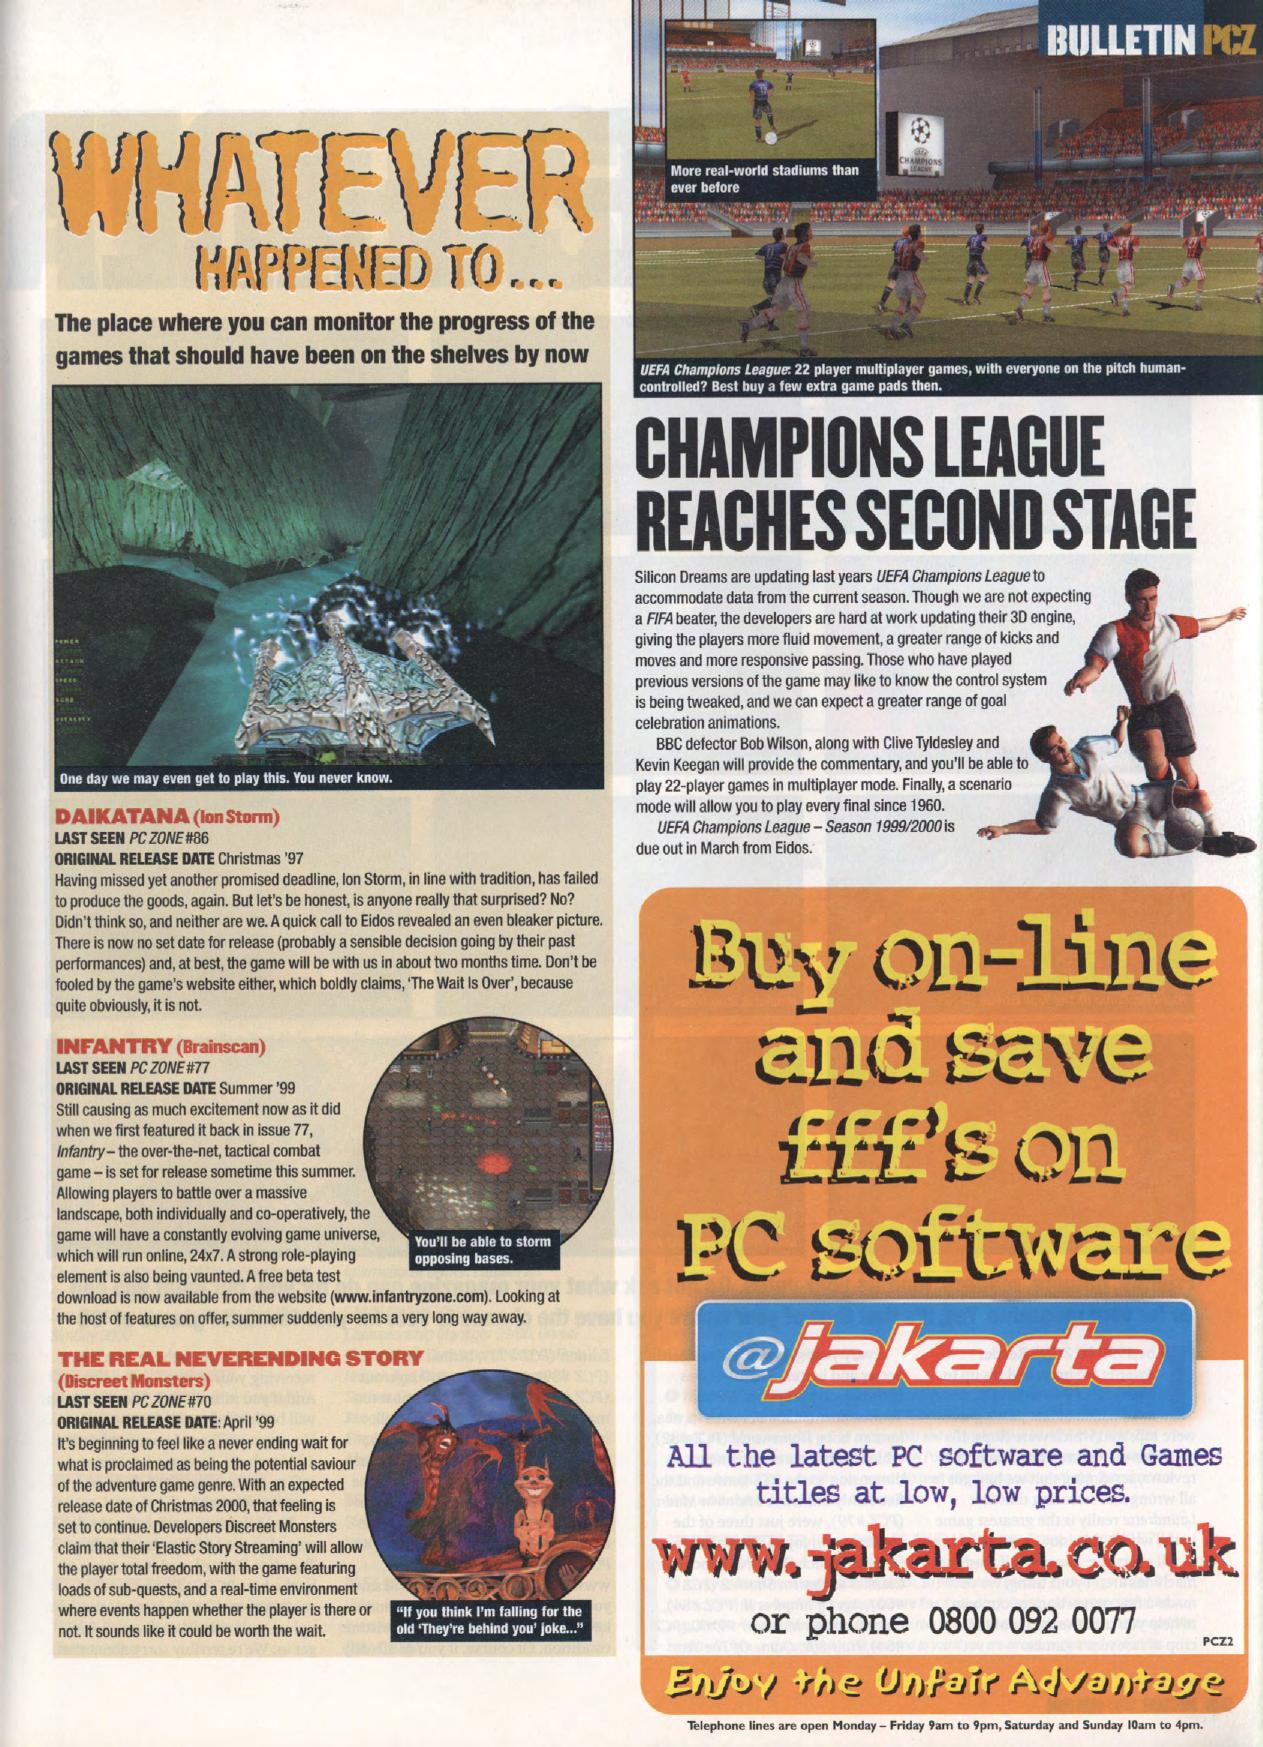 BULLETIN PCZ
WHATEVER
HAPPENED TO...
The place where you can monitor the progress of the
games that should have been on the shelves by now
One day we may even get to play this. You never know.
DAIKATANA (Ion Storm)
LAST SEEN PC ZONE #86
ORIGINAL RELEASE DATE Christmas '97
Having missed yet another promised deadline, Ion Storm, in line with tradition, has failed
to produce the goods, again. But let's be honest, is anyone really that surprised? No?
Didn't think so, and neither are we. A quick call to Eidos revealed an even bleaker picture.
There is now no set date for release (probably a sensible decision going by their past
performances) and, at best, the game will be with us in about two months time. Don't be
fooled by the game's website either, which boldly claims, 'The Wait Is Over', because
quite obviously, it is not.
INFANTRY (Brainscan)
LAST SEEN PC ZONE #77
ORIGINAL RELEASE DATE Summer '99
Still causing as much excitement now as it did
when we first featured it back in issue 77,
Infantry – the over-the-net, tactical combat
game – is set for release sometime this summer.
Allowing players to battle over a massive
landscape, both individually and co-operatively, the
game will have a constantly evolving game universe,
which will run online, 24x7. A strong role-playing
element is also being vaunted. A free beta test
download is now available from the website (www.infantryzone.com). Looking at
the host of features on offer, summer suddenly seems a very long way away.
You'll be able to storm
opposing bases.
THE REAL NEVERENDING STORY
(Discreet Monsters)
LAST SEEN PC ZONE #70
ORIGINAL RELEASE DATE: April '99
It's beginning to feel like a never ending wait for
what is proclaimed as being the potential saviour
of the adventure game genre. With an expected
release date of Christmas 2000, that feeling is
set to continue. Developers Discreet Monsters
claim that their 'Elastic Story Streaming' will allow
the player total freedom, with the game featuring
loads of sub-quests, and a real-time environment
where events happen whether the player is there or
not. It sounds like it could be worth the wait.
"If you think I'm falling for the
old 'They're behind you' joke..."
More real-world stadiums than
ever before
UEFA
CHAMPIONS
LEAGUE
UEFA Champions League: 22 player multiplayer games, with everyone on the pitch human-
controlled? Best buy a few extra game pads then.
CHAMPIONS LEAGUE
REACHES SECOND STAGE
Silicon Dreams are updating last years UEFA Champions League to
accommodate data from the current season. Though we are not expecting
a FIFA beater, the developers are hard at work updating their 3D engine,
giving the players more fluid movement, a greater range of kicks and
moves and more responsive passing. Those who have played
previous versions of the game may like to know the control system
is being tweaked, and we can expect a greater range of goal
celebration animations.
BBC defector Bob Wilson, along with Clive Tyldesley and
Kevin Keegan will provide the commentary, and you'll be able to
play 22-player games in multiplayer mode. Finally, a scenario
mode will allow you to play every final since 1960.
UEFA Champions League – Season 1999/2000 is
due out in March from Eidos.
Buy on-line
and save
£££'s on
PC software
@jakarta
All the latest PC software and Games
titles at low, low prices.
www.jakarta.co.uk
or phone 0800 092 0077
PCZ2
Enjoy the Unfair Advantage
Telephone lines are open Monday – Friday 9am to 9pm, Saturday and Sunday 10am to 4pm.